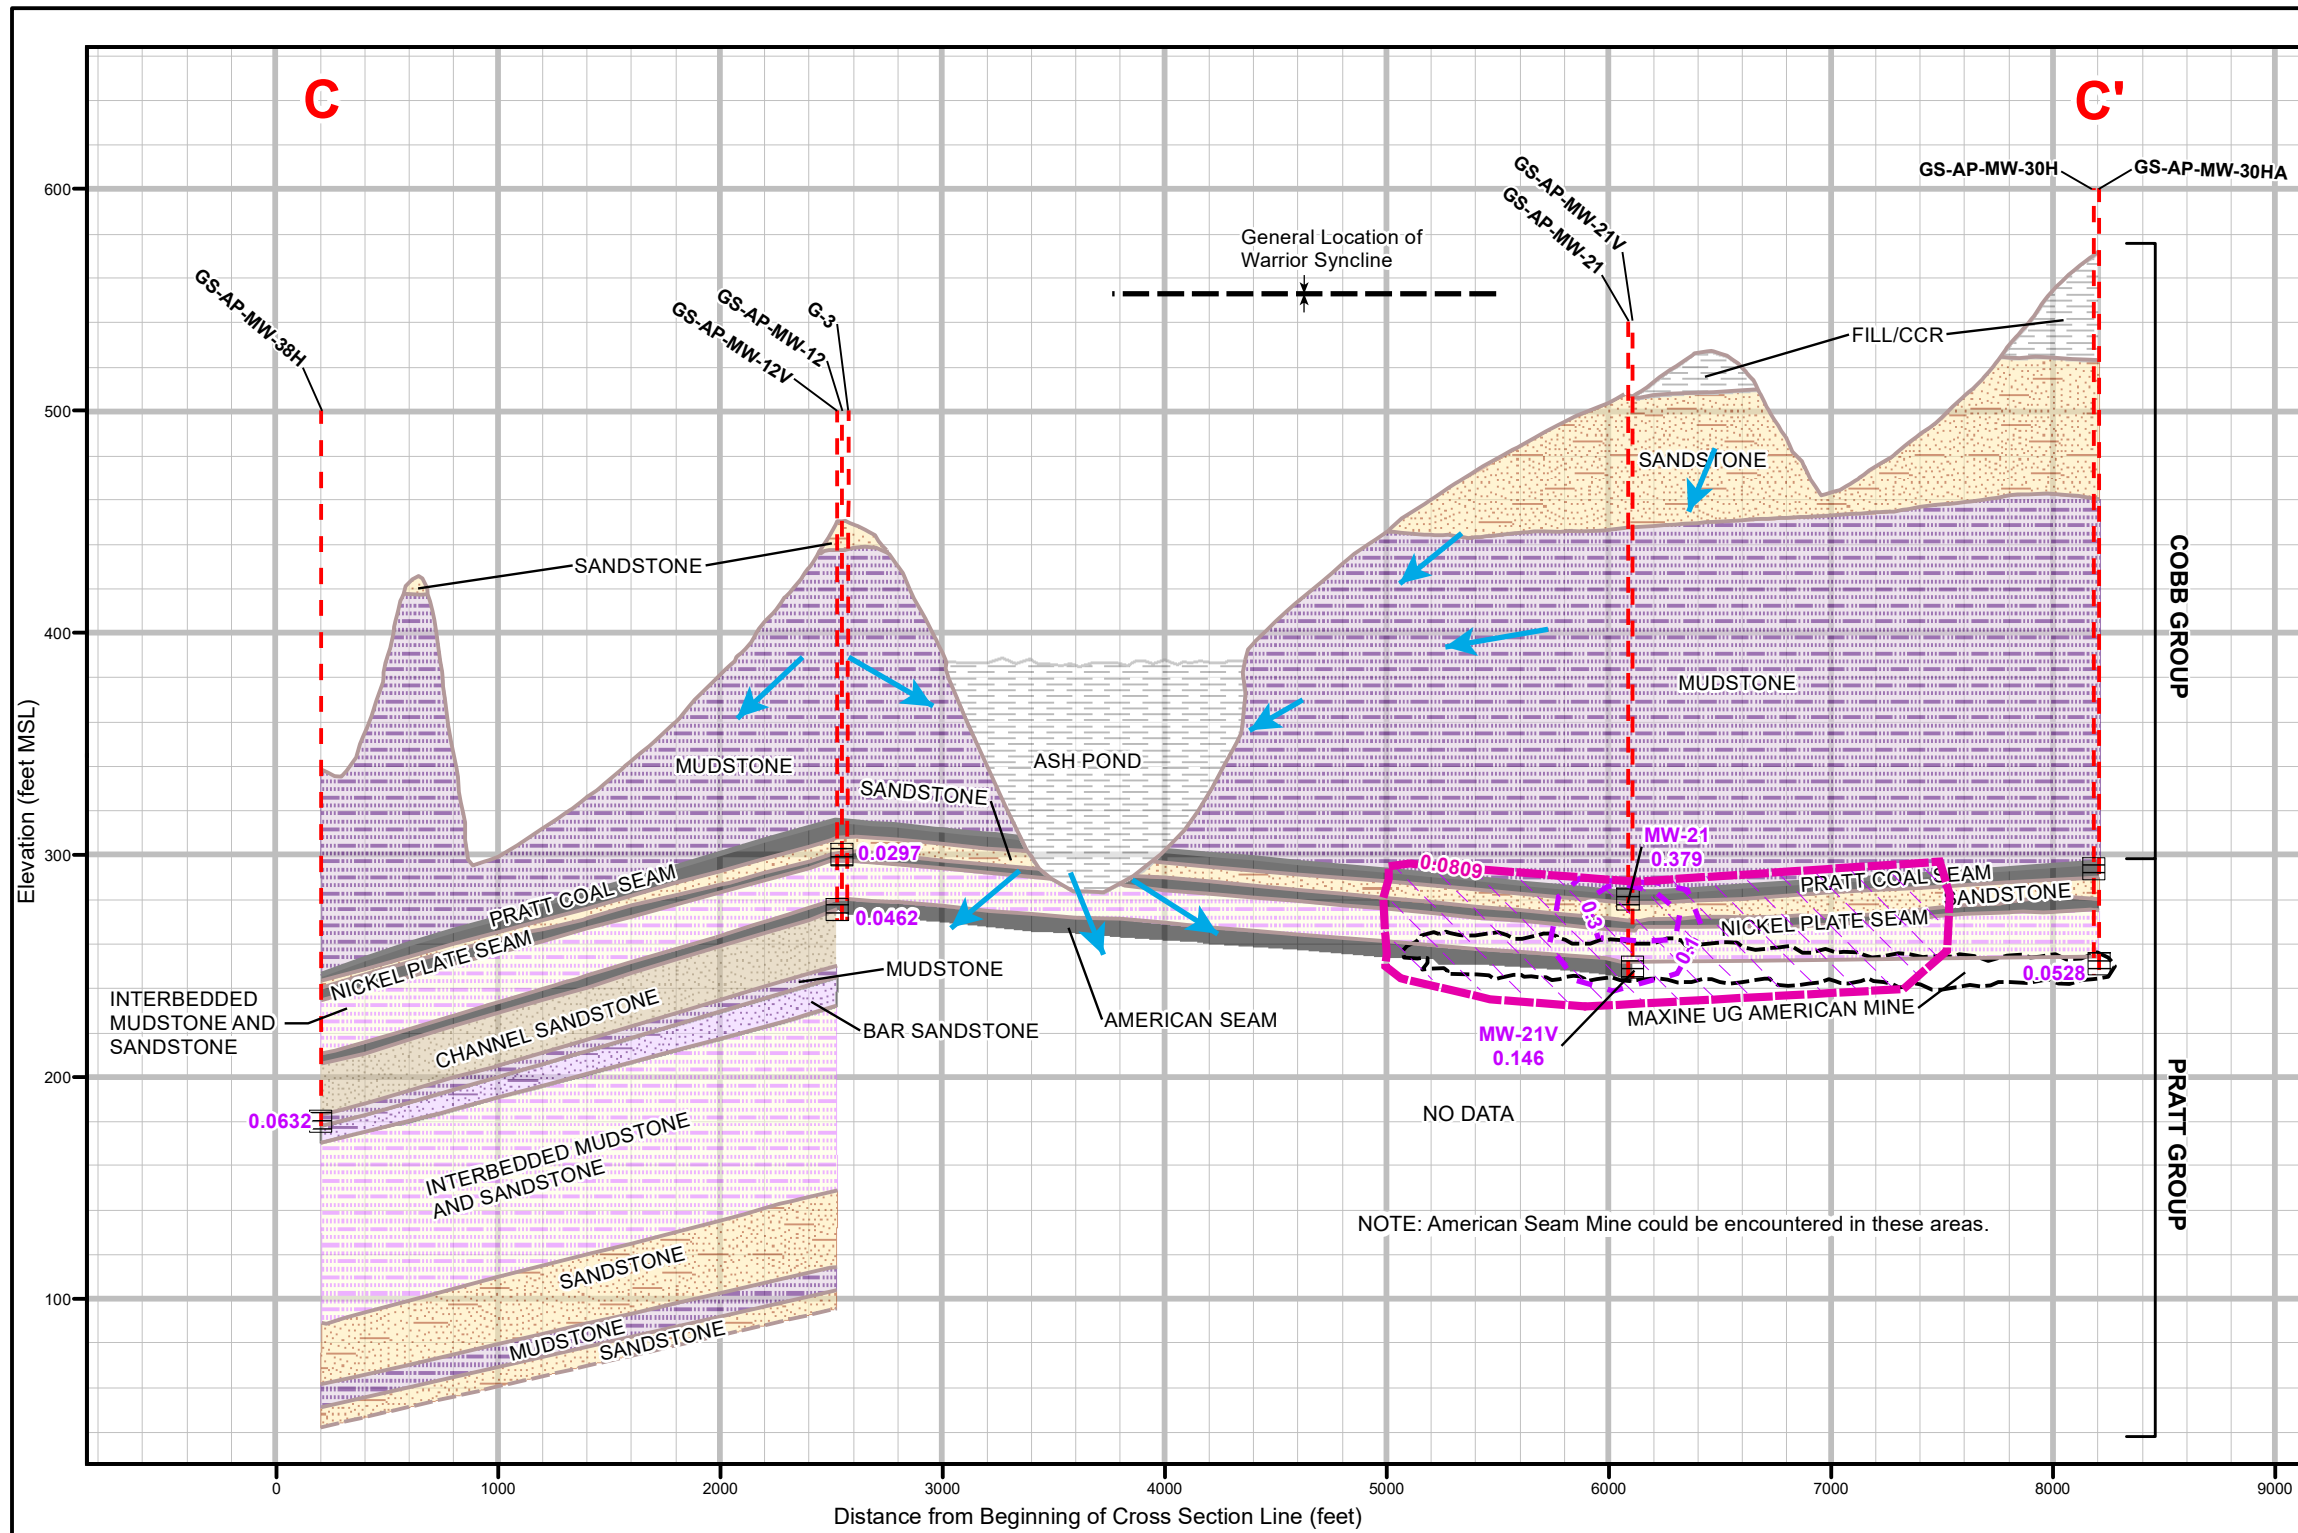 C
C'
GS-AP-MW-30H
GS-AP-MW-30HA
GS-AP-MW-21V
GS-AP-MW-21
General Location of
Warrior Syncline
GS-AP-MW-38H
G-3
GS-AP-MW-12
GS-AP-MW-12V
FILL/CCR
600
500
400
300
200
100
Elevation (feet MSL)
SANDSTONE
SANDSTONE
COBB GROUP
MUDSTONE
MUDSTONE
ASH POND
SANDSTONE
MW-21
0.379
0.0297
0.0809
PRATT COAL SEAM
PRATT COAL SEAM
SANDSTONE
0.3
NICKEL PLATE SEAM
0.0462
NICKEL PLATE SEAM
0.1
MUDSTONE
0.0528
INTERBEDDED
MUDSTONE AND
SANDSTONE
CHANNEL SANDSTONE
BAR SANDSTONE
AMERICAN SEAM
MAXINE UG AMERICAN MINE
MW-21V
0.146
0.0632
NO DATA
PRATT GROUP
INTERBEDDED MUDSTONE
AND SANDSTONE
NOTE: American Seam Mine could be encountered in these areas.
SANDSTONE
MUDSTONE
SANDSTONE
0
1000
2000
3000
4000
5000
6000
7000
8000
9000
Distance from Beginning of Cross Section Line (feet)